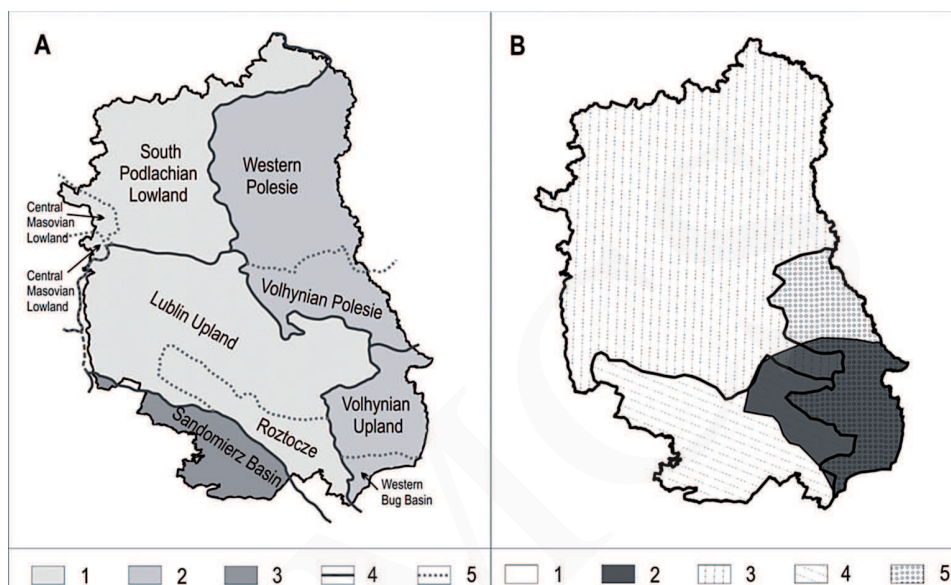 A
South
Podlachian
Lowland
Western
Polesie
Central
Masovian
Lowland
Central
Masovian
Lowland
Volhynian Polesie
Lublin Upland
Volhynian
Upland
Roztocze
Sandomierz Basin
Western
Bug Basin
1 2 3 4 5
B
1 2 3 4 5